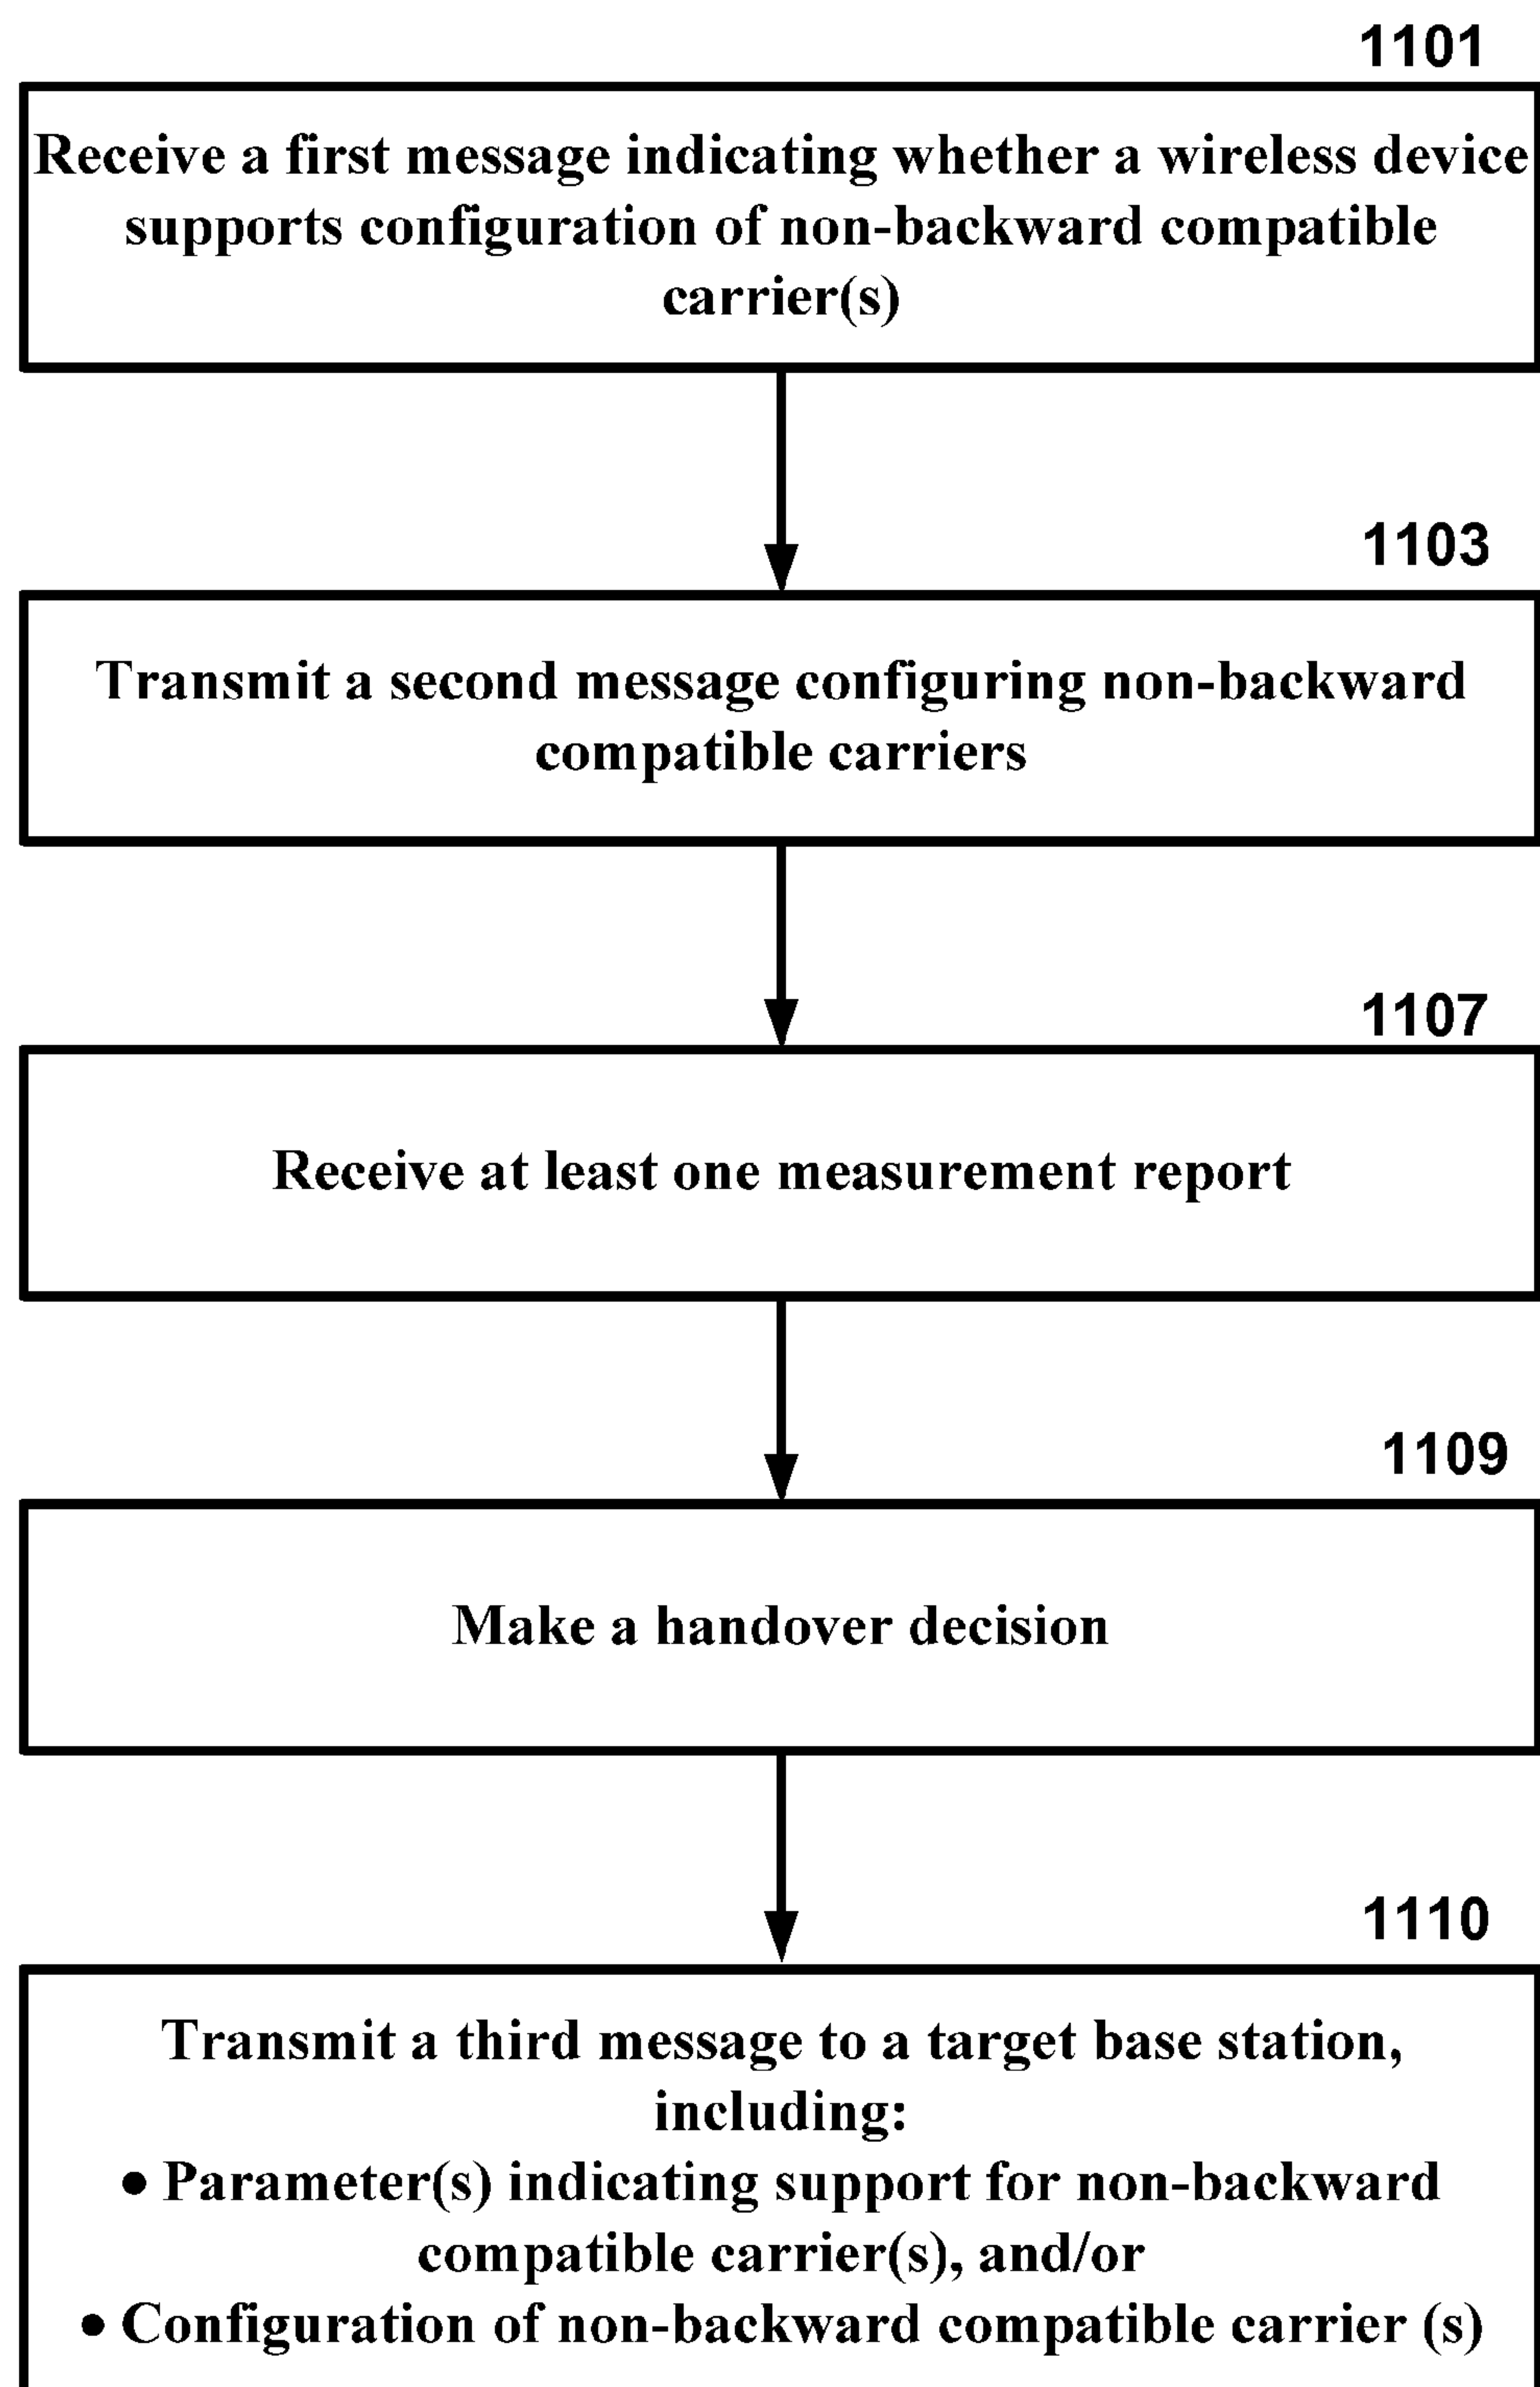 1101
Receive a first message indicating whether a wireless device
supports configuration of non-backward compatible
carrier(s)
1103
Transmit a second message configuring non-backward
compatible carriers
1107
Receive at least one measurement report
1109
Make a handover decision
1110
Transmit a third message to a target base station,
including:
• Parameter(s) indicating support for non-backward
compatible carrier(s), and/or
• Configuration of non-backward compatible carrier (s)